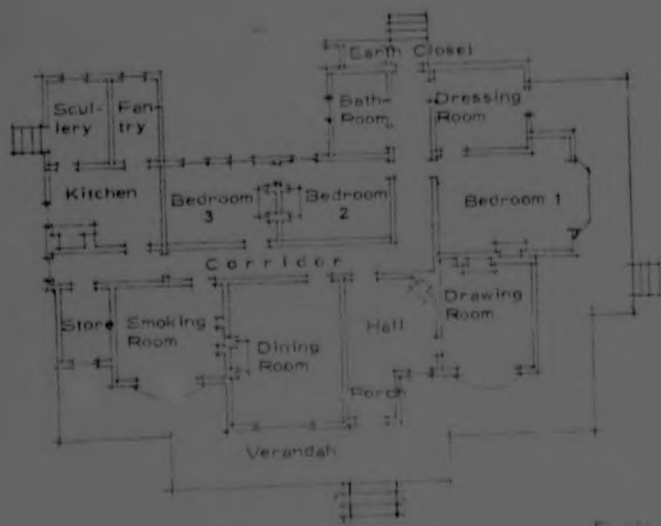 Earth Closet
Scul-
lery
Fan-
try
Bath-
Room
Dressing
Room
Kitchen
Bedroom
3
Bedroom
2
Bedroom 1
Corridor
Store
Smoking
Room
Dining
Room
Hall
Drawing
Room
Porch
Verandah